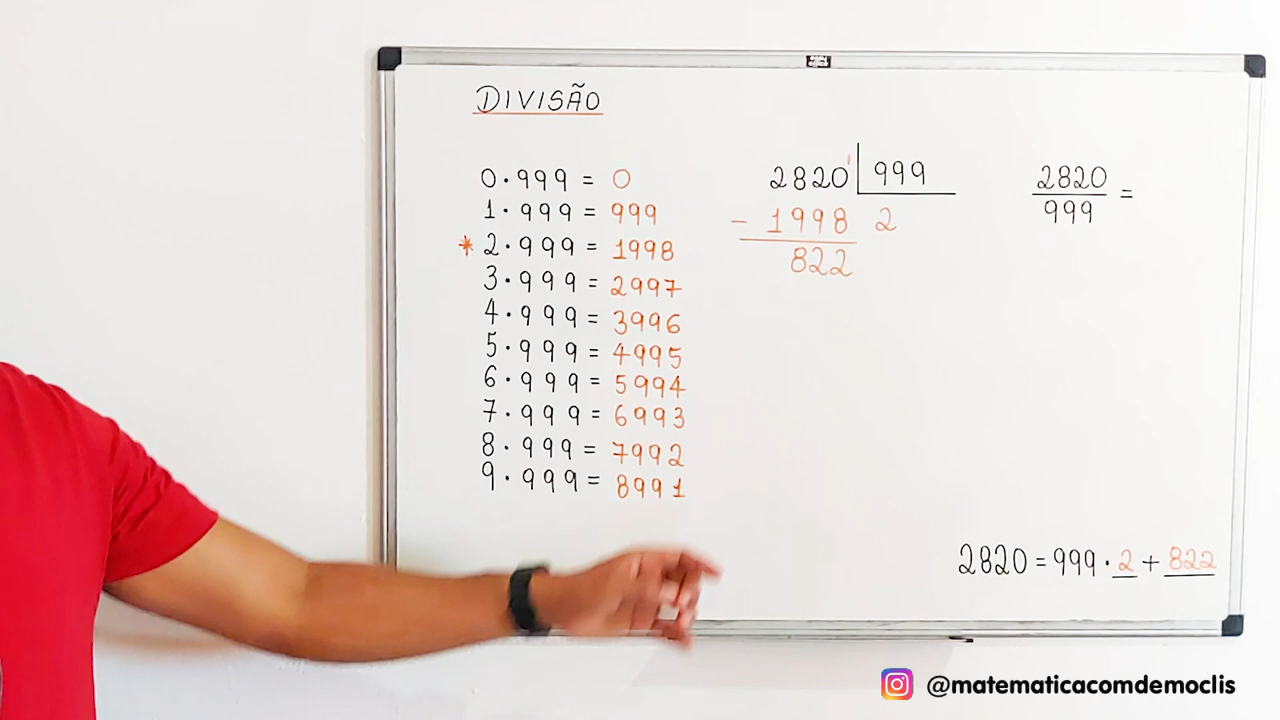 DIVISÃO
0·999 = 0
1·999 = 999
* 2·999 = 1998
3·999 = 2997
4·999 = 3996
5·999 = 4995
6·999 = 5994
7·999 = 6993
8·999 = 7992
9·999 = 8991
2820' 999
- 1998 2
822
2820
999 =
2820 = 999 · 2 + 822
@matematicacomdemoclis